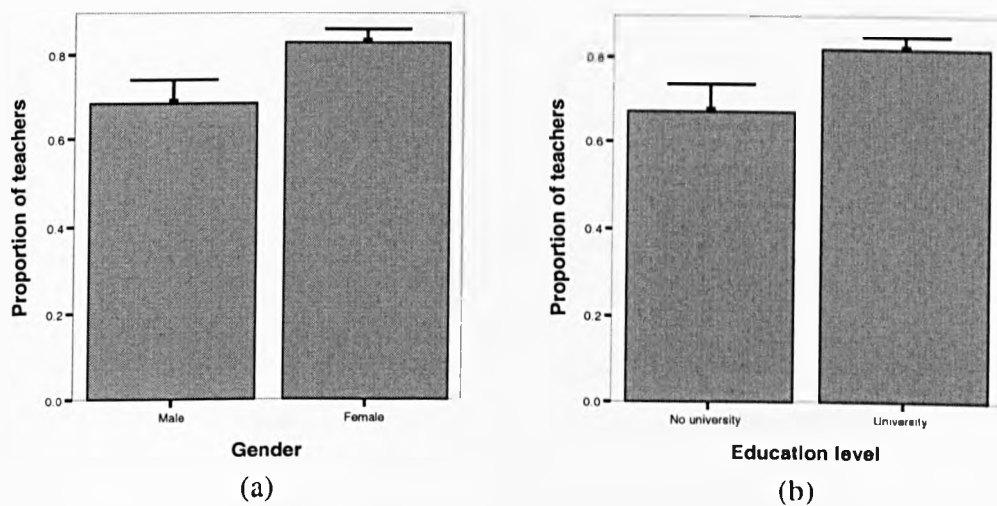 Proportion of teachers
0.8
0.6
0.4
0.2
0.0
Male Female
Gender
(a)
Proportion of teachers
0.8
0.6
0.4
0.2
0.0
No university University
Education level
(b)